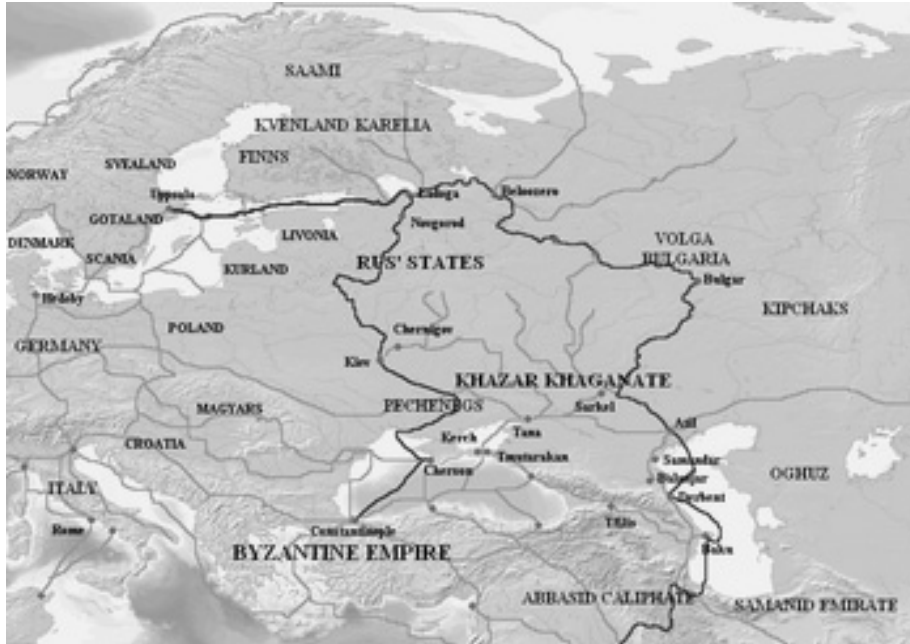 SAAMI
KVENLAND KARELIA
FINNS
SVEALAND
NORWAY
Uppsala
Ladoga
Beloozero
GOTALAND
Novgorod
LIVONIA
DENMARK
SCANIA
KURLAND
VOLGA
BULGARIA
RUS' STATES
Bulgar
Hedeby
KIPCHAKS
POLAND
Chernigov
GERMANY
Kiev
KHAZAR KHAGANATE
PECHENEGS
Sarkel
MAGYARS
Tana
Atil
CROATIA
Kerch
Tmutarakan
Samandar
Cherson
OGHUZ
Balanjar
ITALY
Derbent
Tiflis
Rome
Constantinople
Baku
BYZANTINE EMPIRE
ABBASID CALIPHATE
SAMANID EMIRATE